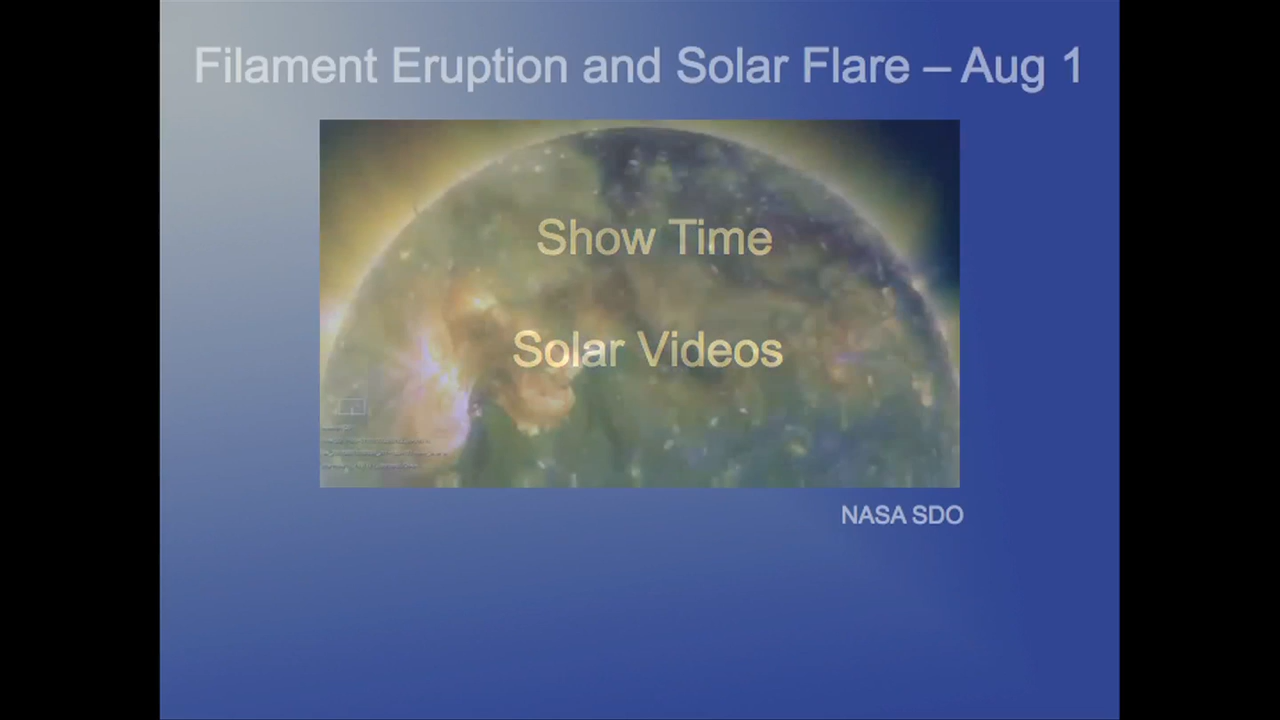 Filament Eruption and Solar Flare – Aug 1
Show Time
Solar Videos
NASA SDO